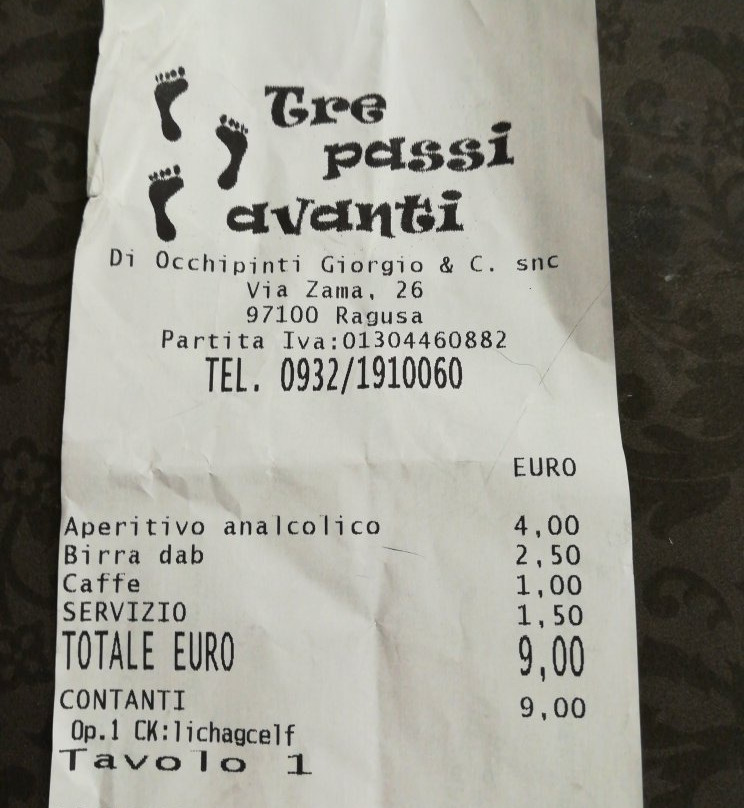 Tre
passi
avanti
Di Occhipinti Giorgio & C. snc
Via Zama, 26
97100 Ragusa
Partita Iva:01304460882
TEL. 0932/1910060
EURO
Aperitivo analcolico 4,00
Birra dab 2,50
Caffe 1,00
SERVIZIO 1,50
TOTALE EURO 9,00
CONTANTI 9,00
Op.1 CK:lichagcelf
Tavolo 1